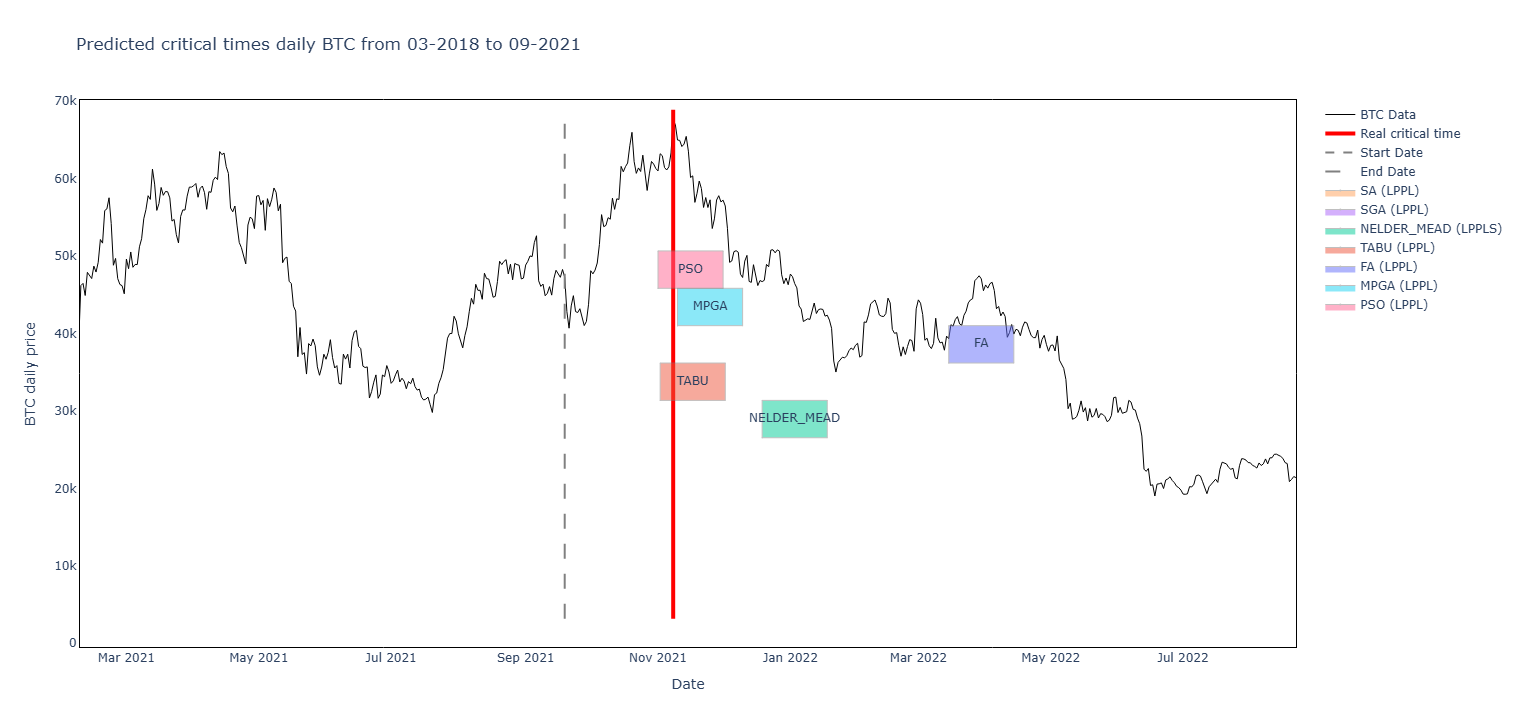 Predicted critical times daily BTC from 03-2018 to 09-2021
70k
60k
50k
40k
30k
20k
10k
0
BTC daily price
PSO
MPGA
FA
TABU
NELDER_MEAD
Mar 2021
May 2021
Jul 2021
Sep 2021
Nov 2021
Jan 2022
Mar 2022
May 2022
Jul 2022
Date
BTC Data
Real critical time
Start Date
End Date
SA (LPPL)
SGA (LPPL)
NELDER_MEAD (LPPLS)
TABU (LPPL)
FA (LPPL)
MPGA (LPPL)
PSO (LPPL)